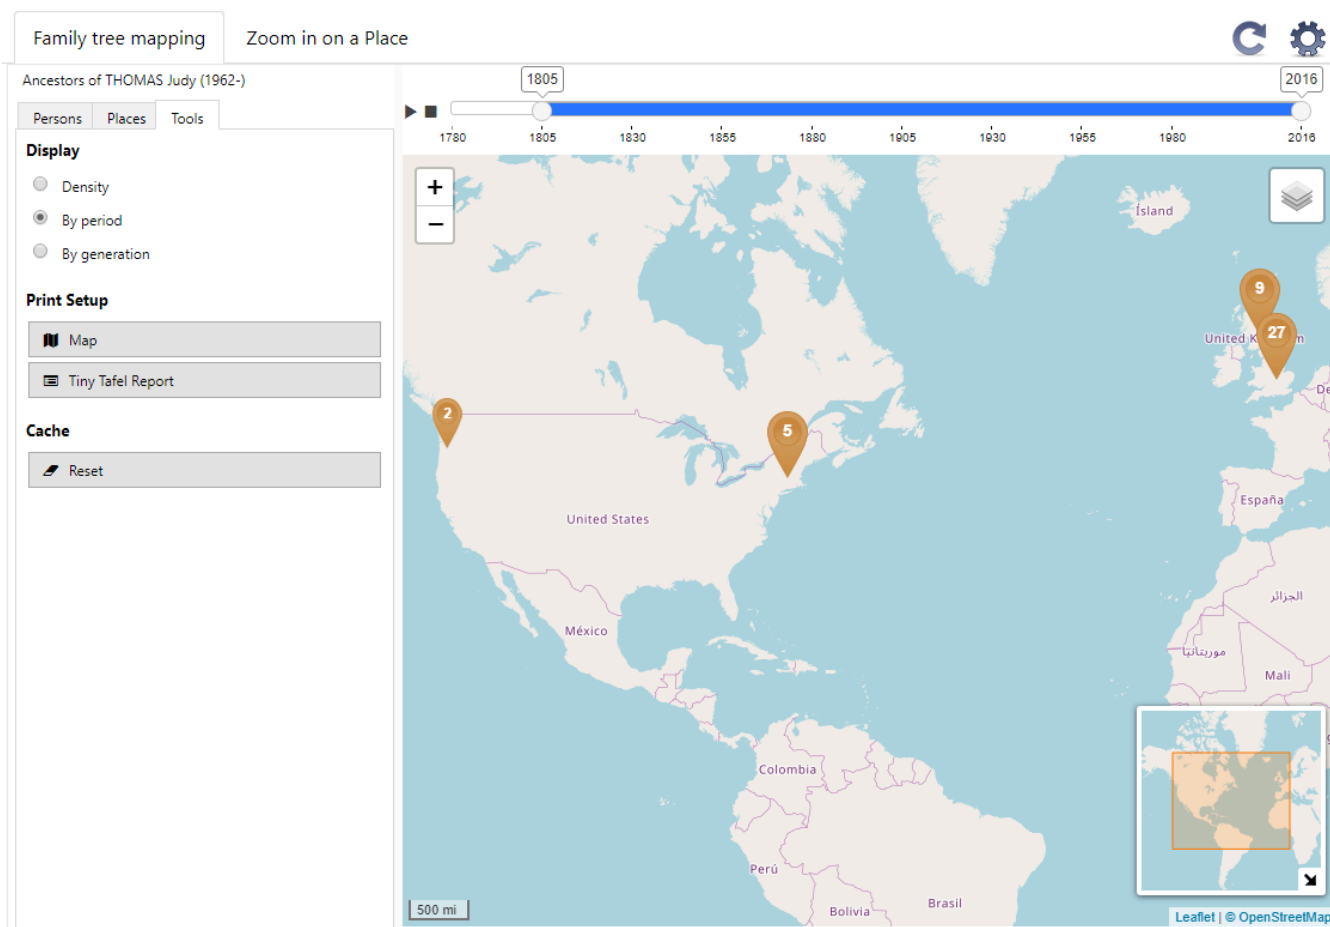 Family tree mapping
Zoom in on a Place
Ancestors of THOMAS Judy (1962-)
Persons
Places
Tools
Display
Density
By period
By generation
Print Setup
Map
Tiny Tafel Report
Cache
Reset
1805
2016
1780
1805
1830
1855
1880
1905
1930
1955
1980
2016
+
−
Ísland
9
27
United K m
De
2
5
United States
España
الجزائر
México
موريتانيا
Mali
Colombia
Perú
Brasil
Bolivia
500 mi
Leaflet | © OpenStreetMap